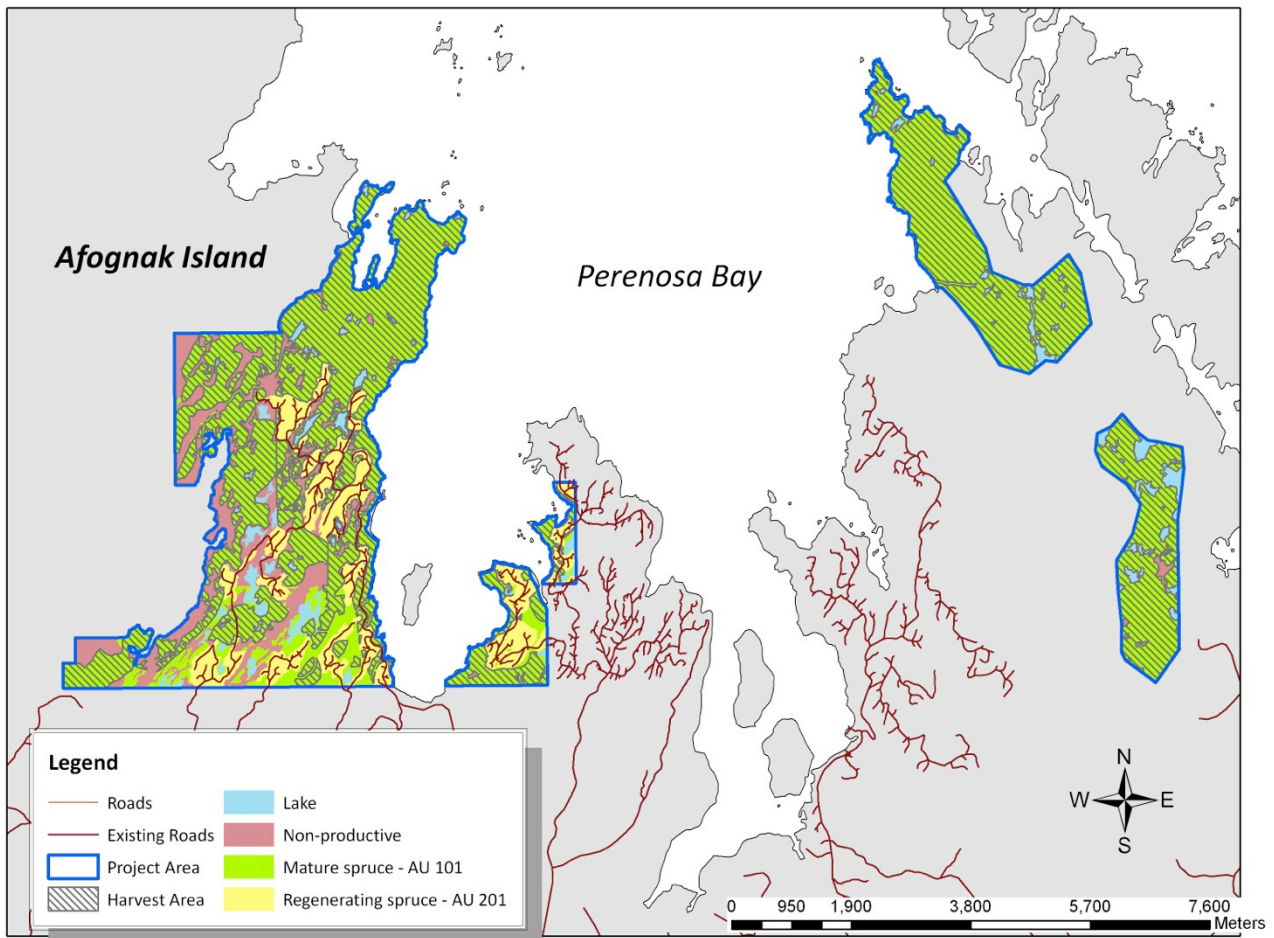 Afognak Island
Perenosa Bay
Legend
Roads
Existing Roads
Project Area
Harvest Area
Lake
Non-productive
Mature spruce - AU 101
Regenerating spruce - AU 201
N
W E
S
0 950 1,900 3,800 5,700 7,600
Meters